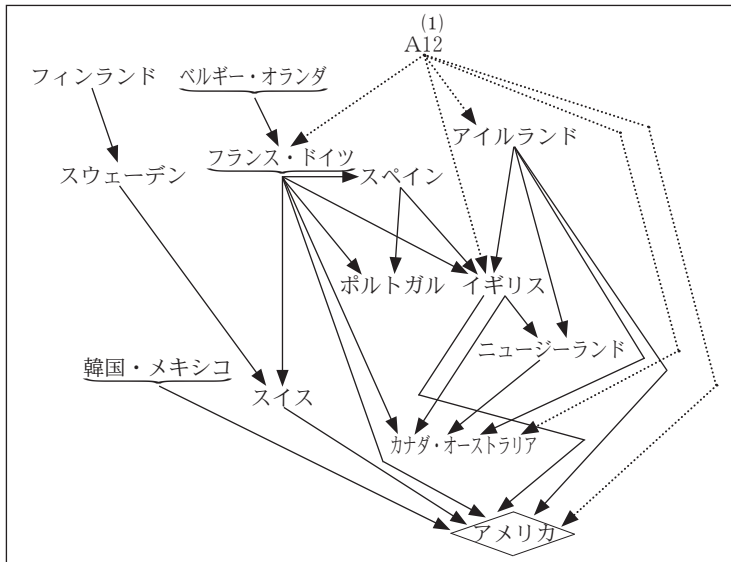 (1)
A12
フィンランド
ベルギー・オランダ
アイルランド
フランス・ドイツ
スウェーデン
スペイン
ポルトガル
イギリス
ニュージーランド
韓国・メキシコ
スイス
カナダ・オーストラリア
アメリカ